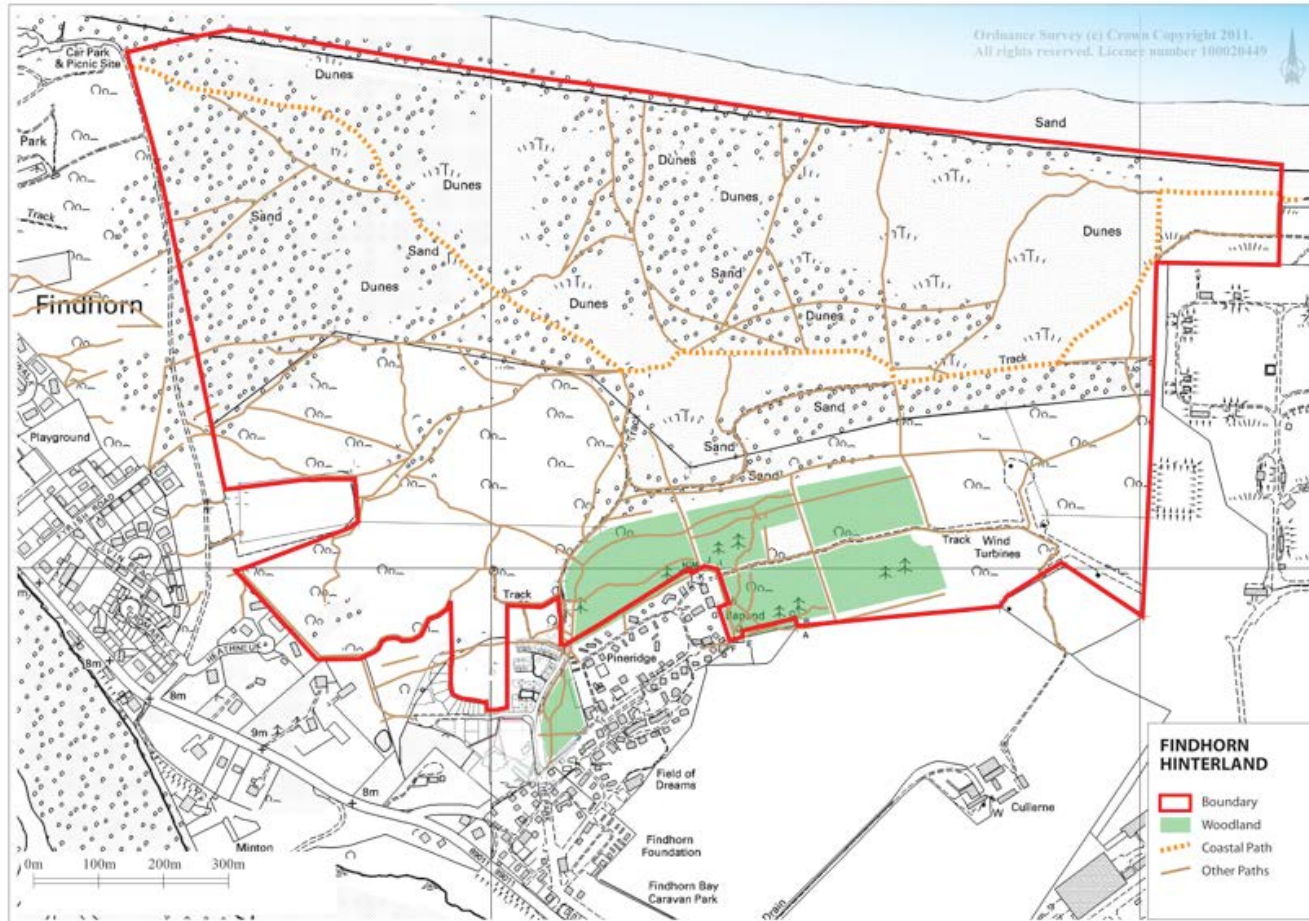 Ordnance Survey (c) Crown Copyright 2011.
All rights reserved. Licence number 100020449
Car Park
& Picnic Site
Dunes
Dunes
Sand
Park
Dunes
Dunes
Dunes
Track
Sand
Dunes
Sand
Sand
Dunes
Findhorn
Dunes
Dunes
Track
Sand
Playground
Track
Sand
Sand
Track
Wind
Turbines
Track
Pineridge
HEATHNEUK
8m
8m
9m
8m
Field of
Dreams
W
Cullerne
Minton
Findhorn
Foundation
Findhorn Bay
Caravan Park
Drain
0m
100m
200m
300m
FINDHORN
HINTERLAND
Boundary
Woodland
Coastal Path
Other Paths